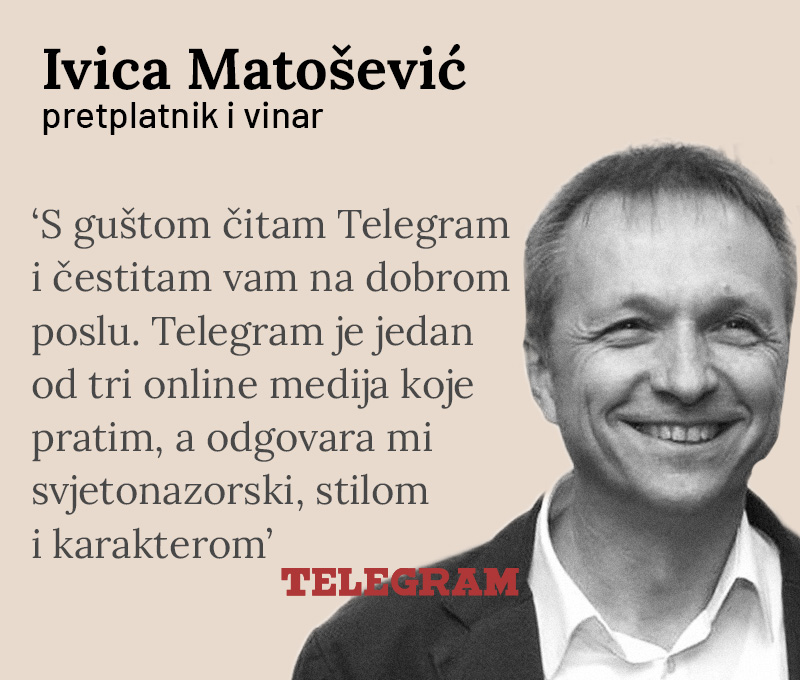 Ivica Matošević
pretplatnik i vinar
‘S guštom čitam Telegram
i čestitam vam na dobrom
poslu. Telegram je jedan
od tri online medija koje
pratim, a odgovara mi
svjetonazorski, stilom
i karakterom’
TELEGRAM